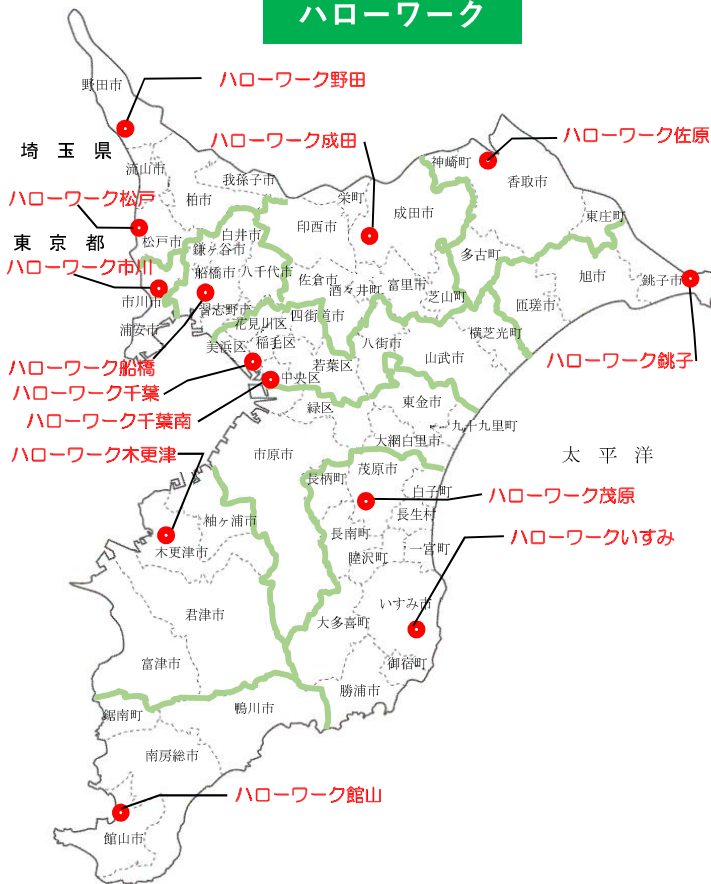 ハローワーク
野田市
ハローワーク野田
ハローワーク成田
ハローワーク佐原
埼玉県
流山市
我孫子市
神崎町
香取市
ハローワーク松戸
柏市
栄町
成田市
東庄町
印西市
東京都
松戸市
白井市
鎌ヶ谷市
多古町
ハローワーク市川
船橋市
八千代市
佐倉市
酒々井町
富里市
芝山町
旭市
銚子市
市川市
習志野市
匝瑳市
浦安市
花見川区
四街道市
横芝光町
美浜区
稲毛区
八街市
山武市
ハローワーク船橋
若葉区
ハローワーク銚子
ハローワーク千葉
中央区
緑区
東金市
ハローワーク千葉南
九十九里町
大網白里市
ハローワーク木更津
市原市
太平洋
長柄町
茂原市
白子町
ハローワーク茂原
長生村
袖ヶ浦市
長南町
ハローワークいすみ
木更津市
睦沢町
一宮町
君津市
いすみ市
大多喜町
富津市
御宿町
勝浦市
鋸南町
鴨川市
南房総市
ハローワーク館山
館山市